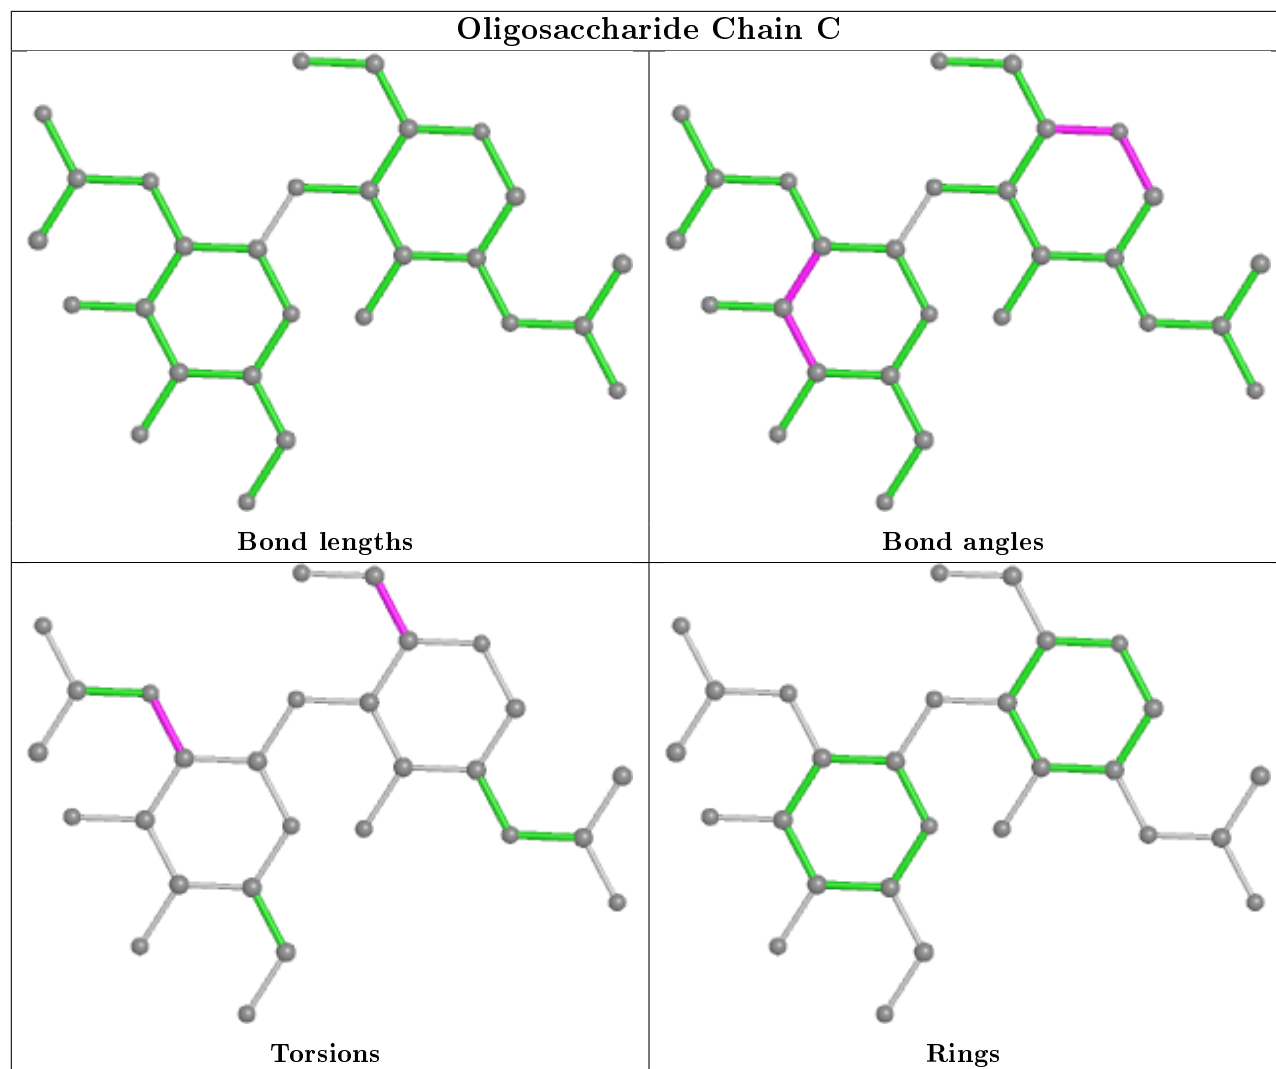 Oligosaccharide Chain C
Bond lengths
Bond angles
Torsions
Rings